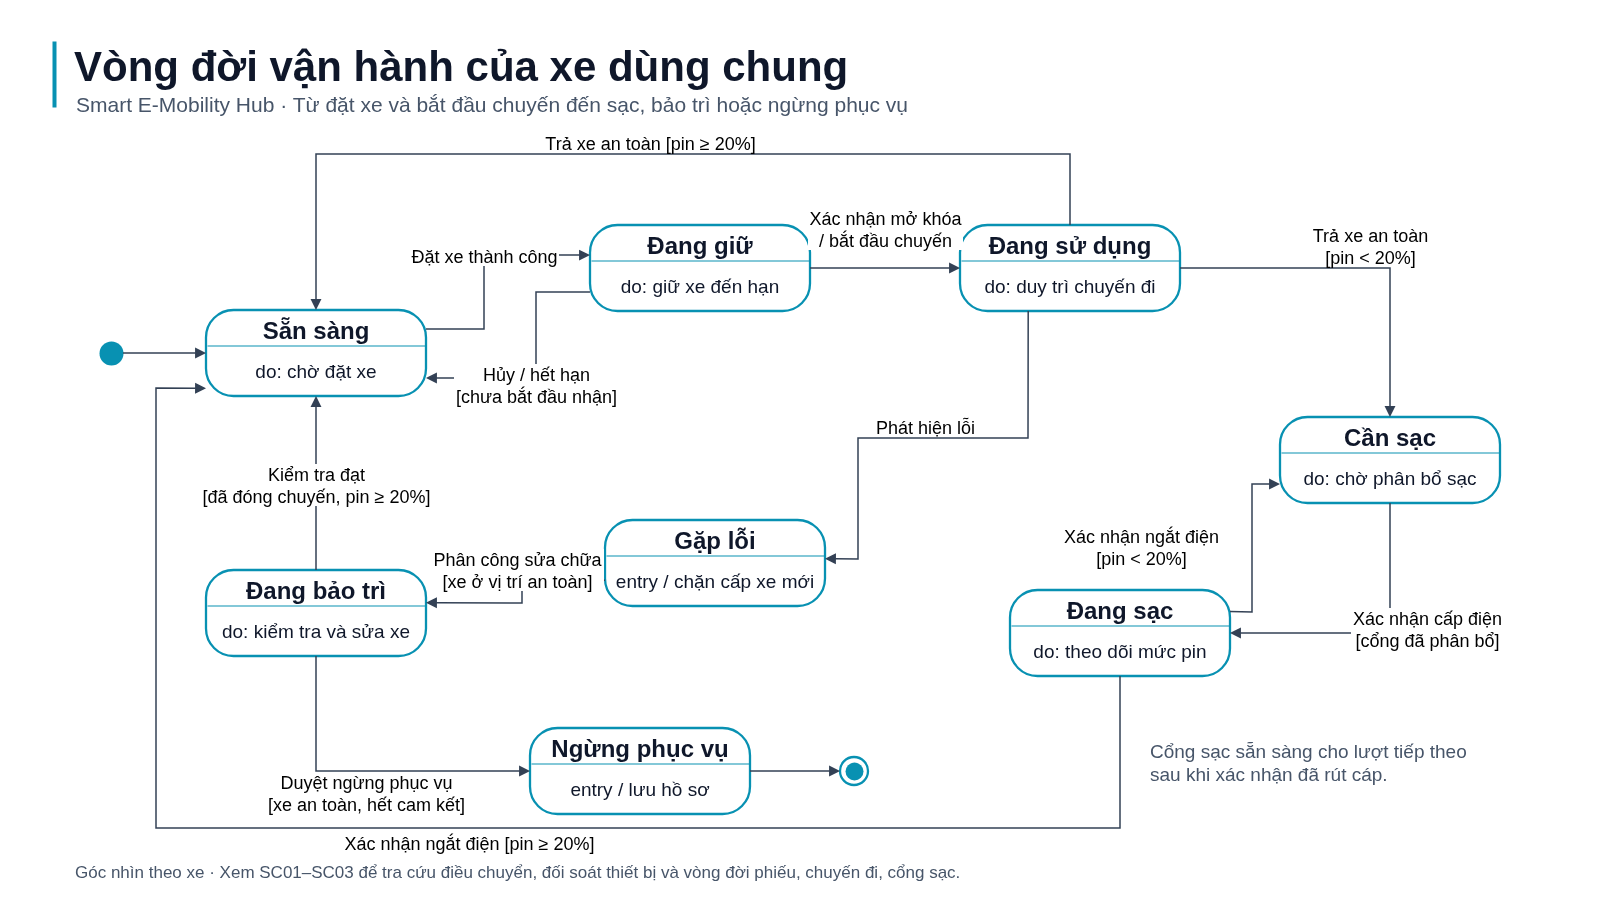 Vòng đời vận hành của xe dùng chung
Smart E-Mobility Hub · Từ đặt xe và bắt đầu chuyến đến sạc, bảo trì hoặc ngừng phục vụ
Trả xe an toàn [pin ≥ 20%]
Xác nhận mở khóa
/ bắt đầu chuyến
Trả xe an toàn
[pin < 20%]
Đặt xe thành công
Đang giữ
do: giữ xe đến hạn
Đang sử dụng
do: duy trì chuyến đi
Sẵn sàng
do: chờ đặt xe
Hủy / hết hạn
[chưa bắt đầu nhận]
Phát hiện lỗi
Cần sạc
do: chờ phân bổ sạc
Kiểm tra đạt
[đã đóng chuyến, pin ≥ 20%]
Gặp lỗi
entry / chặn cấp xe mới
Xác nhận ngắt điện
[pin < 20%]
Phân công sửa chữa
[xe ở vị trí an toàn]
Đang bảo trì
do: kiểm tra và sửa xe
Đang sạc
do: theo dõi mức pin
Xác nhận cấp điện
[cổng đã phân bổ]
Ngừng phục vụ
entry / lưu hồ sơ
Cổng sạc sẵn sàng cho lượt tiếp theo
sau khi xác nhận đã rút cáp.
Duyệt ngừng phục vụ
[xe an toàn, hết cam kết]
Xác nhận ngắt điện [pin ≥ 20%]
Góc nhìn theo xe · Xem SC01–SC03 để tra cứu điều chuyển, đối soát thiết bị và vòng đời phiếu, chuyến đi, cổng sạc.